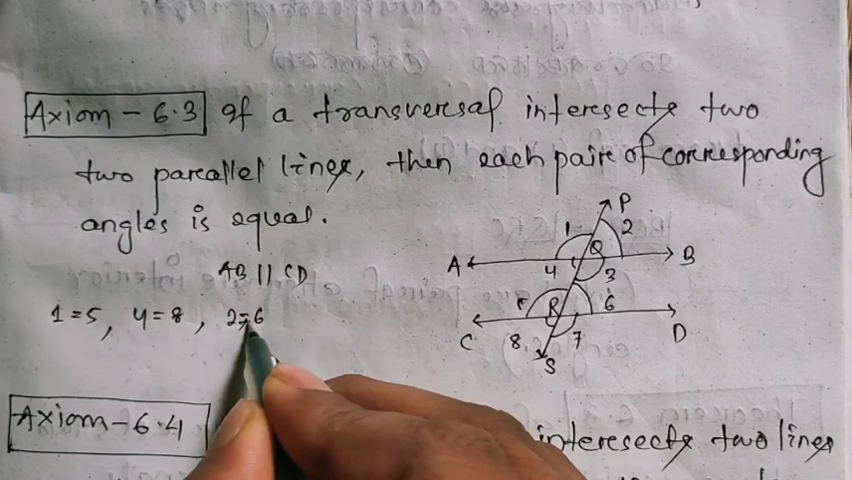 Axiom - 6.3 If a transversal intersects two
two parallel lines, then each pair of corresponding
angles is equal.
AB || CD
1=5, 4=8, 2=6
P
1 2
Q
A B
4 3
5 6
R
C D
8 7
S
Axiom - 6.4 intersects two lines